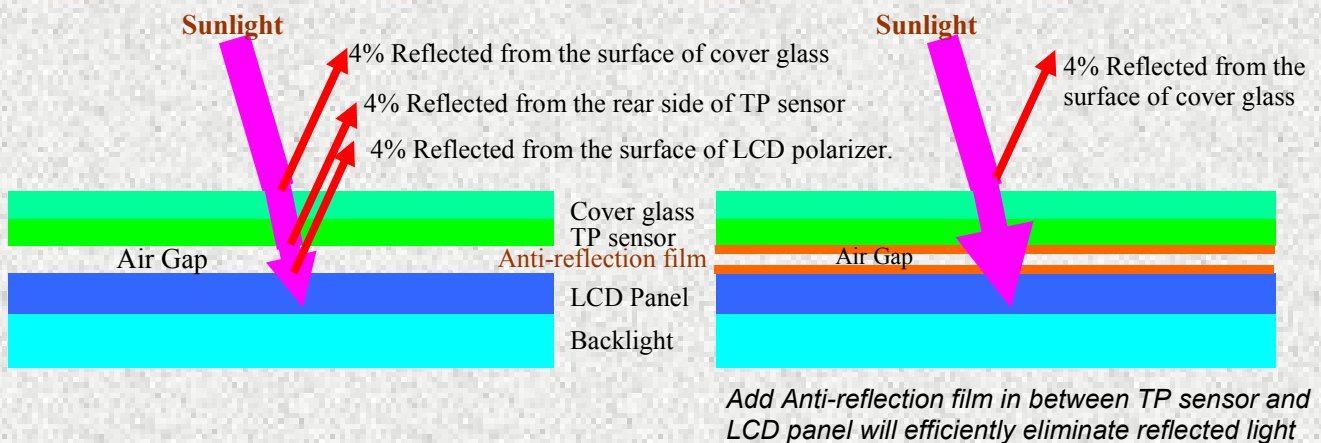 Sunlight
4% Reflected from the surface of cover glass
4% Reflected from the rear side of TP sensor
4% Reflected from the surface of LCD polarizer.
Air Gap
Cover glass
TP sensor
Anti-reflection film
LCD Panel
Backlight
Sunlight
4% Reflected from the
surface of cover glass
Air Gap
Add Anti-reflection film in between TP sensor and
LCD panel will efficiently eliminate reflected light